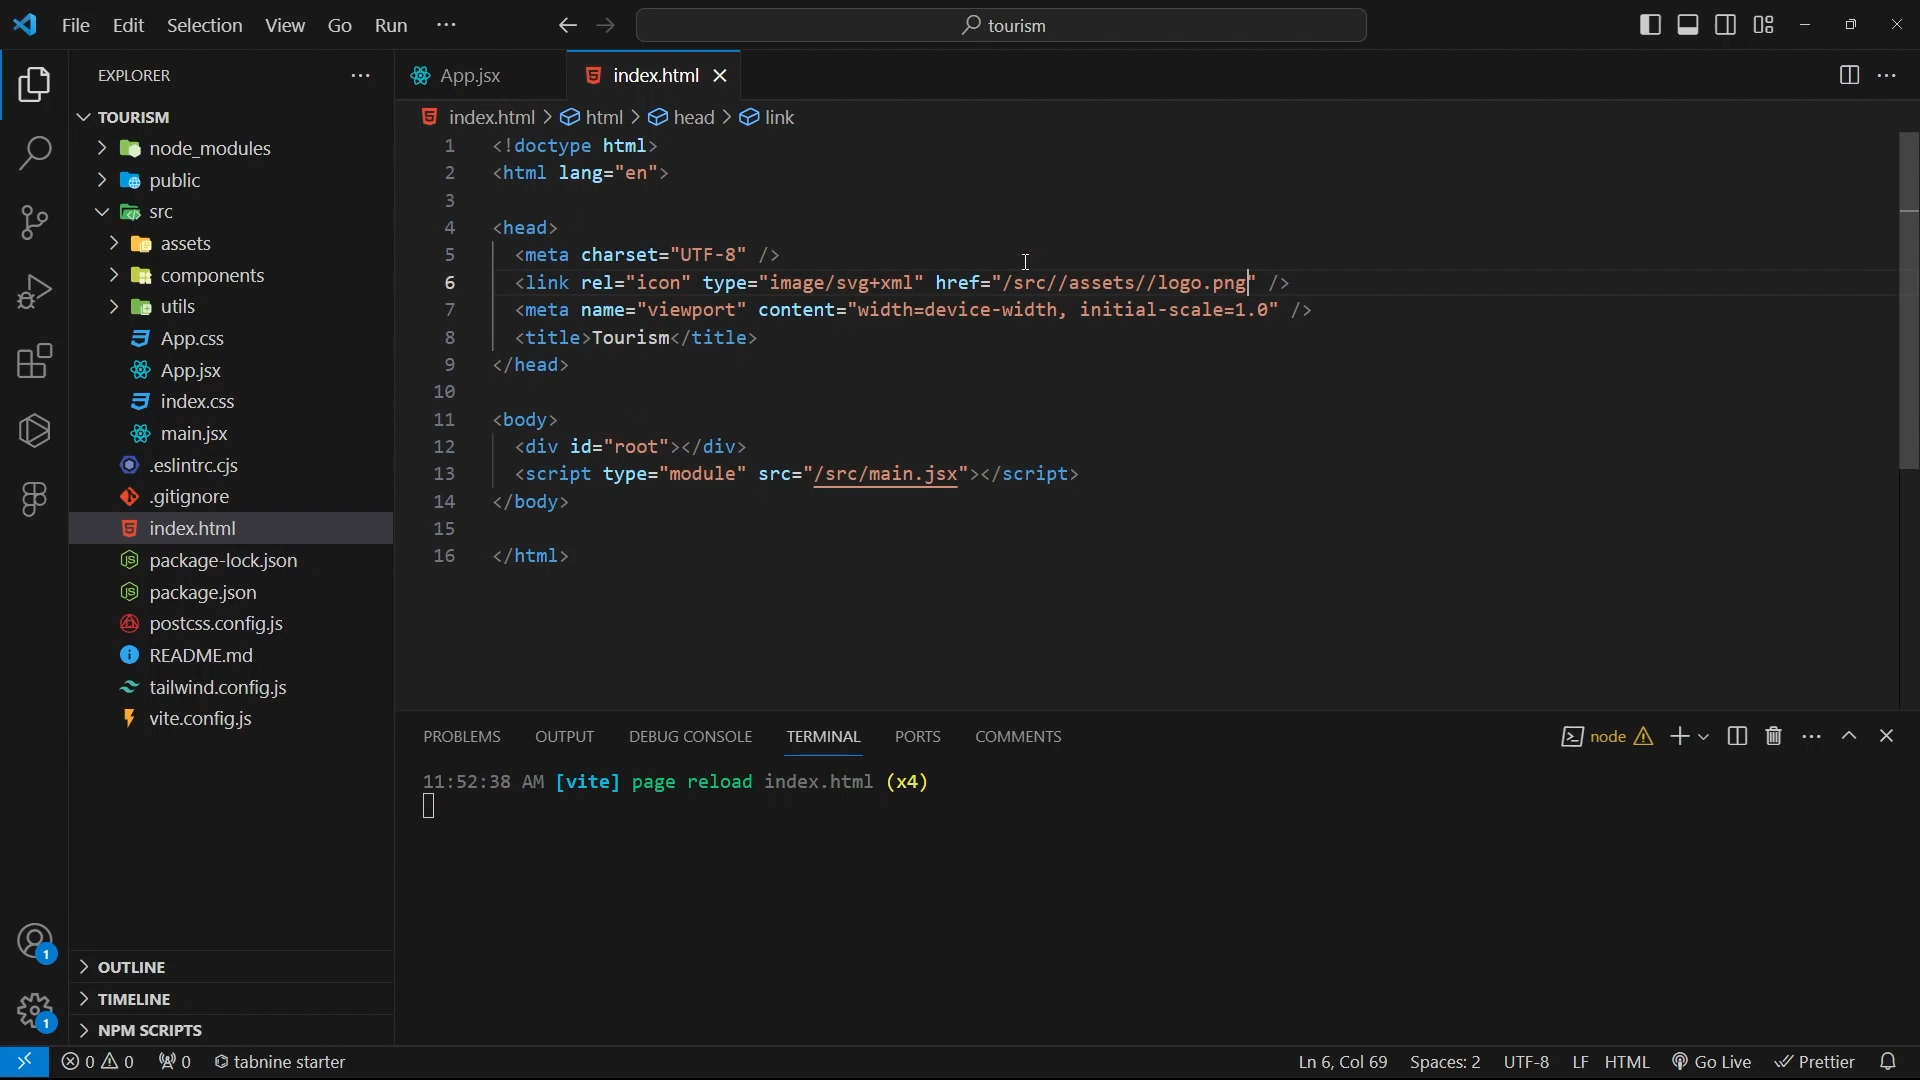 File Edit Selection View Go Run ··· tourism
EXPLORER ···
TOURISM
node_modules
public
src
assets
components
utils
App.css
App.jsx
index.css
main.jsx
.eslintrc.cjs
.gitignore
index.html
package-lock.json
package.json
postcss.config.js
README.md
tailwind.config.js
vite.config.js
OUTLINE
TIMELINE
NPM SCRIPTS
1
1
App.jsx index.html
index.html > html > head > link
1 <!doctype html>
2 <html lang="en">
3
4 <head>
5 <meta charset="UTF-8" />
6 <link rel="icon" type="image/svg+xml" href="/src//assets//logo.png" />
7 <meta name="viewport" content="width=device-width, initial-scale=1.0" />
8 <title>Tourism</title>
9 </head>
10
11 <body>
12 <div id="root"></div>
13 <script type="module" src="/src/main.jsx"></script>
14 </body>
15
16 </html>
PROBLEMS OUTPUT DEBUG CONSOLE TERMINAL PORTS COMMENTS node
11:52:38 AM [vite] page reload index.html (x4)
0 0 0 tabnine starter Ln 6, Col 69 Spaces: 2 UTF-8 LF HTML Go Live Prettier